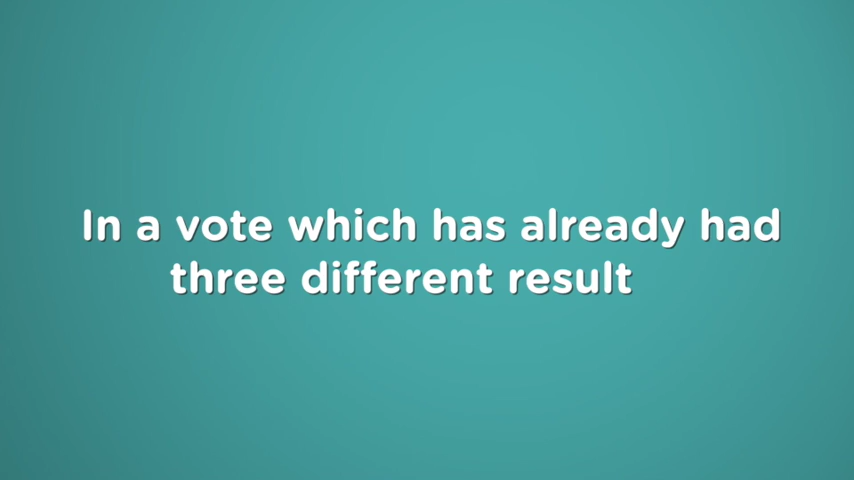 In a vote which has already had
three different result